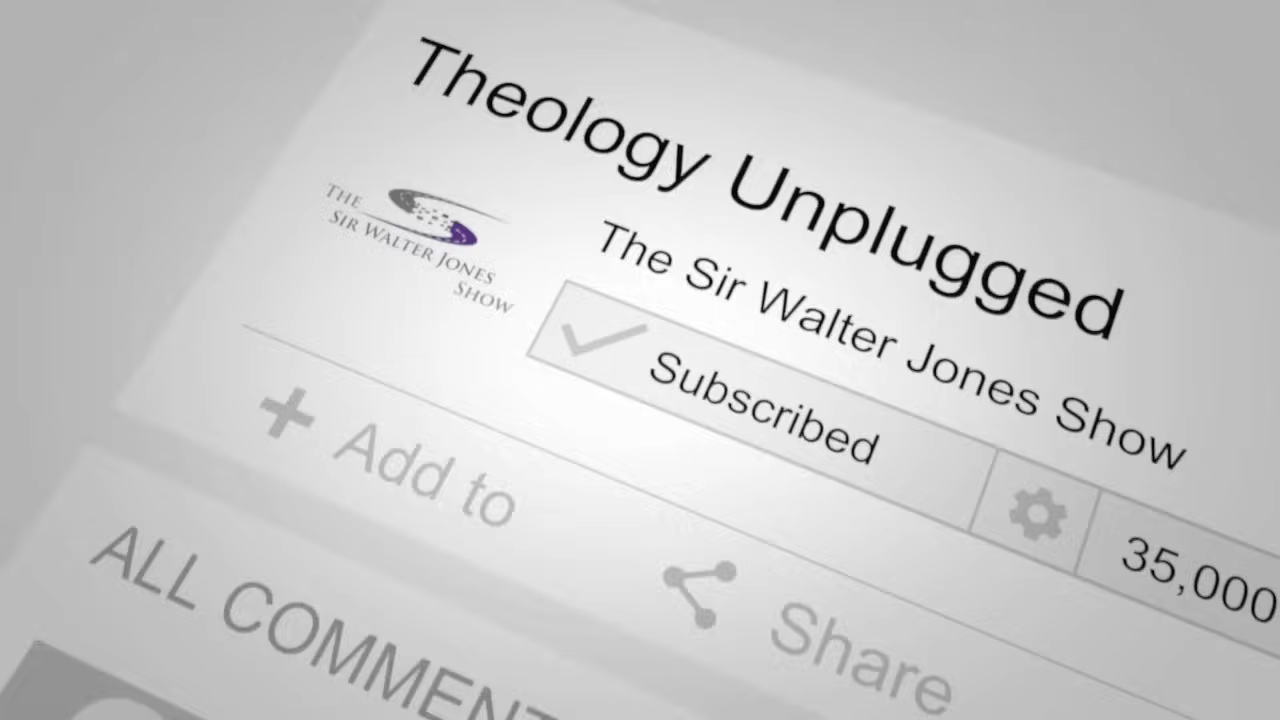 Theology Unplugged
THE
SIR WALTER JONES
SHOW
The Sir Walter Jones Show
Subscribed
35,000
Add to
Share
ALL COMMENT